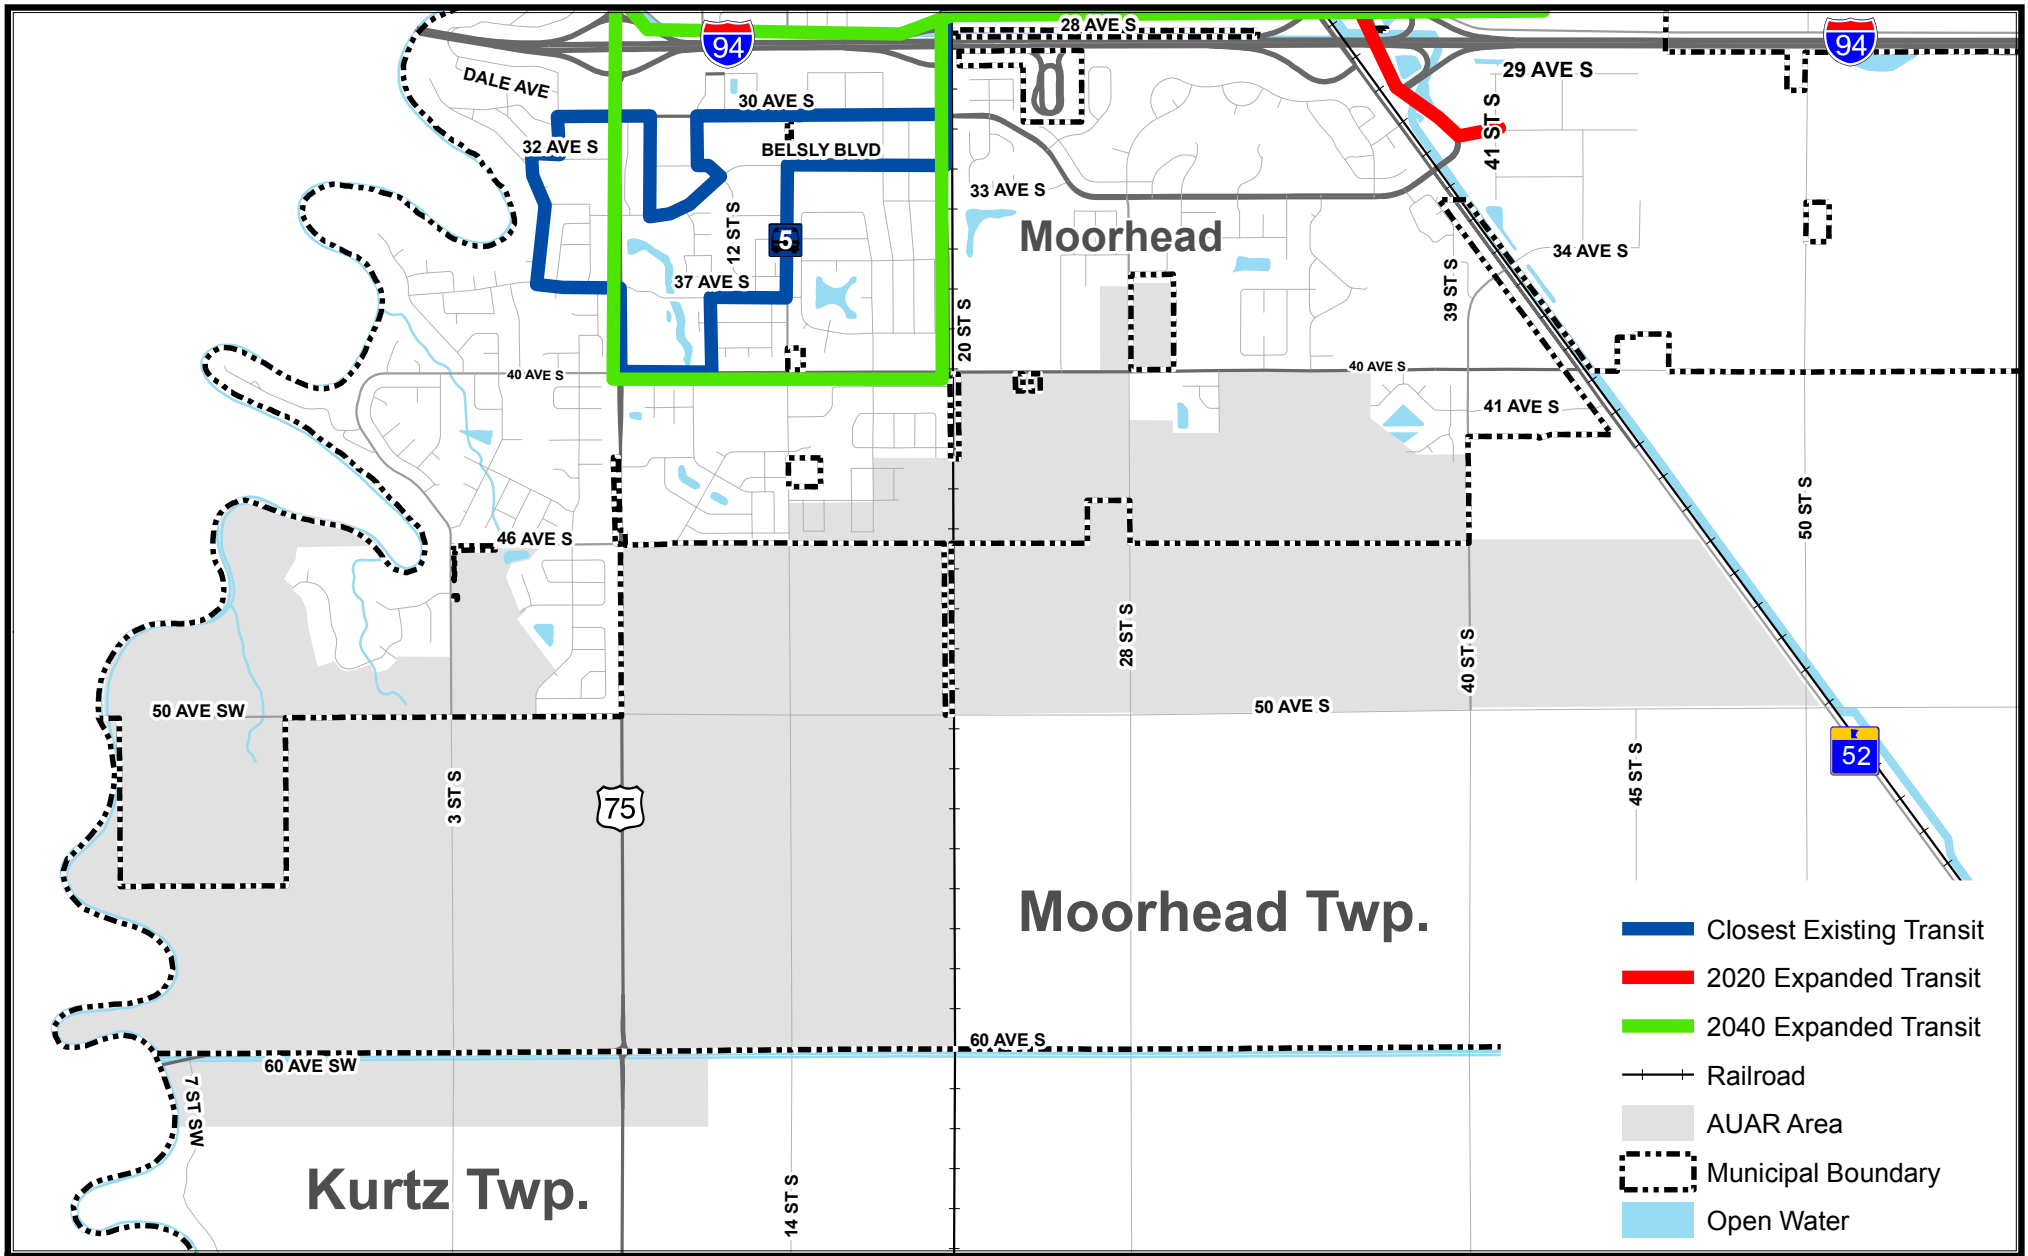 28 AVE S
94
94
29 AVE S
DALE AVE
30 AVE S
41 ST S
32 AVE S
BELSLY BLVD
33 AVE S
12 ST S
5
Moorhead
34 AVE S
37 AVE S
39 ST S
20 ST S
40 AVE S
40 AVE S
41 AVE S
50 ST S
46 AVE S
28 ST S
40 ST S
50 AVE SW
50 AVE S
52
3 ST S
75
45 ST S
Moorhead Twp.
Closest Existing Transit
2020 Expanded Transit
2040 Expanded Transit
60 AVE S
60 AVE SW
Railroad
7 ST SW
AUAR Area
Kurtz Twp.
14 ST S
Municipal Boundary
Open Water